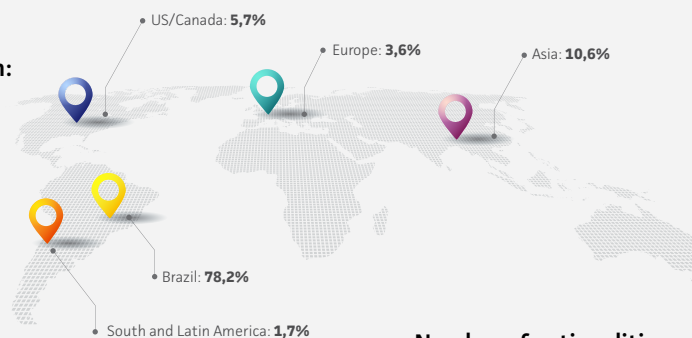 US/Canada: 5,7%
Europe: 3,6%
Asia: 10,6%
Brazil: 78,2%
South and Latin America: 1,7%